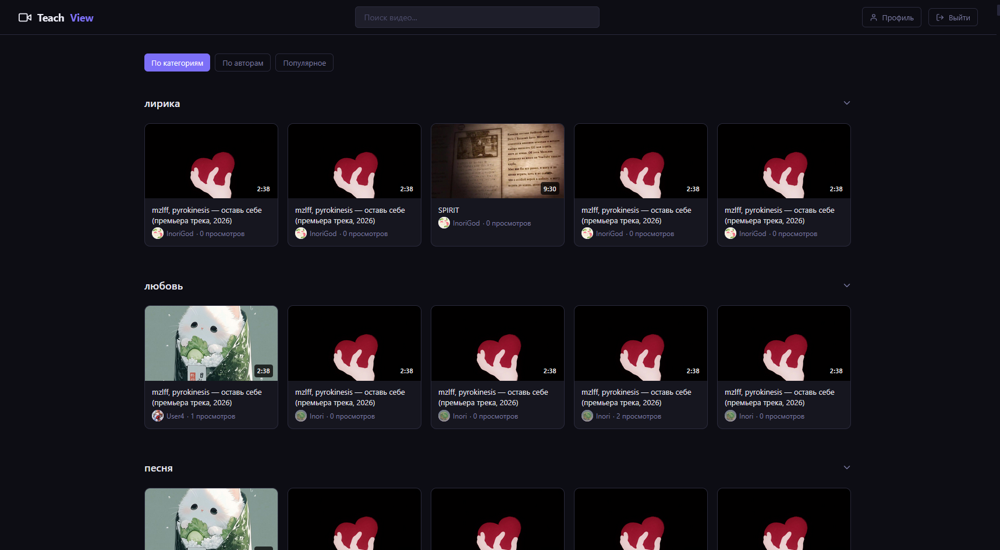 Teach View
Поиск видео...
Профиль
Выйти
По категориям
По авторам
Популярное
лирика
2:38
2:38
9:30
2:38
2:38
mzlff, pyrokinesis — оставь себе
(премьера трека, 2026)
InoriGod · 0 просмотров
mzlff, pyrokinesis — оставь себе
(премьера трека, 2026)
InoriGod · 0 просмотров
SPIRIT
InoriGod · 0 просмотров
mzlff, pyrokinesis — оставь себе
(премьера трека, 2026)
InoriGod · 0 просмотров
mzlff, pyrokinesis — оставь себе
(премьера трека, 2026)
InoriGod · 0 просмотров
любовь
2:38
2:38
2:38
2:38
2:38
mzlff, pyrokinesis — оставь себе
(премьера трека, 2026)
User4 · 1 просмотров
mzlff, pyrokinesis — оставь себе
(премьера трека, 2026)
Inori · 0 просмотров
mzlff, pyrokinesis — оставь себе
(премьера трека, 2026)
Inori · 0 просмотров
mzlff, pyrokinesis — оставь себе
(премьера трека, 2026)
Inori · 2 просмотров
mzlff, pyrokinesis — оставь себе
(премьера трека, 2026)
Inori · 0 просмотров
песня